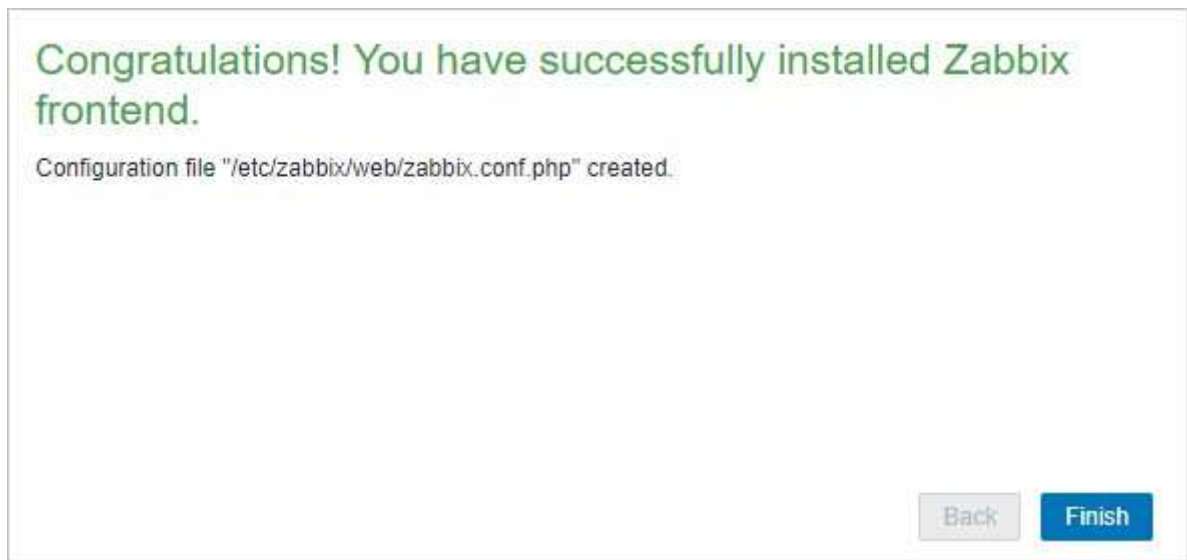 Congratulations! You have successfully installed Zabbix
frontend.
Configuration file "/etc/zabbix/web/zabbix.conf.php" created.
Back
Finish